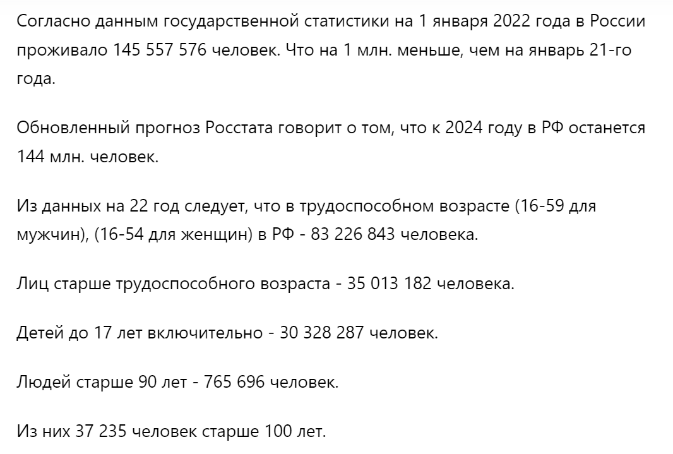 Согласно данным государственной статистики на 1 января 2022 года в России
проживало 145 557 576 человек. Что на 1 млн. меньше, чем на январь 21-го
года.
Обновленный прогноз Росстата говорит о том, что к 2024 году в РФ останется
144 млн. человек.
Из данных на 22 год следует, что в трудоспособном возрасте (16-59 для
мужчин), (16-54 для женщин) в РФ - 83 226 843 человека.
Лиц старше трудоспособного возраста - 35 013 182 человека.
Детей до 17 лет включительно - 30 328 287 человек.
Людей старше 90 лет - 765 696 человек.
Из них 37 235 человек старше 100 лет.